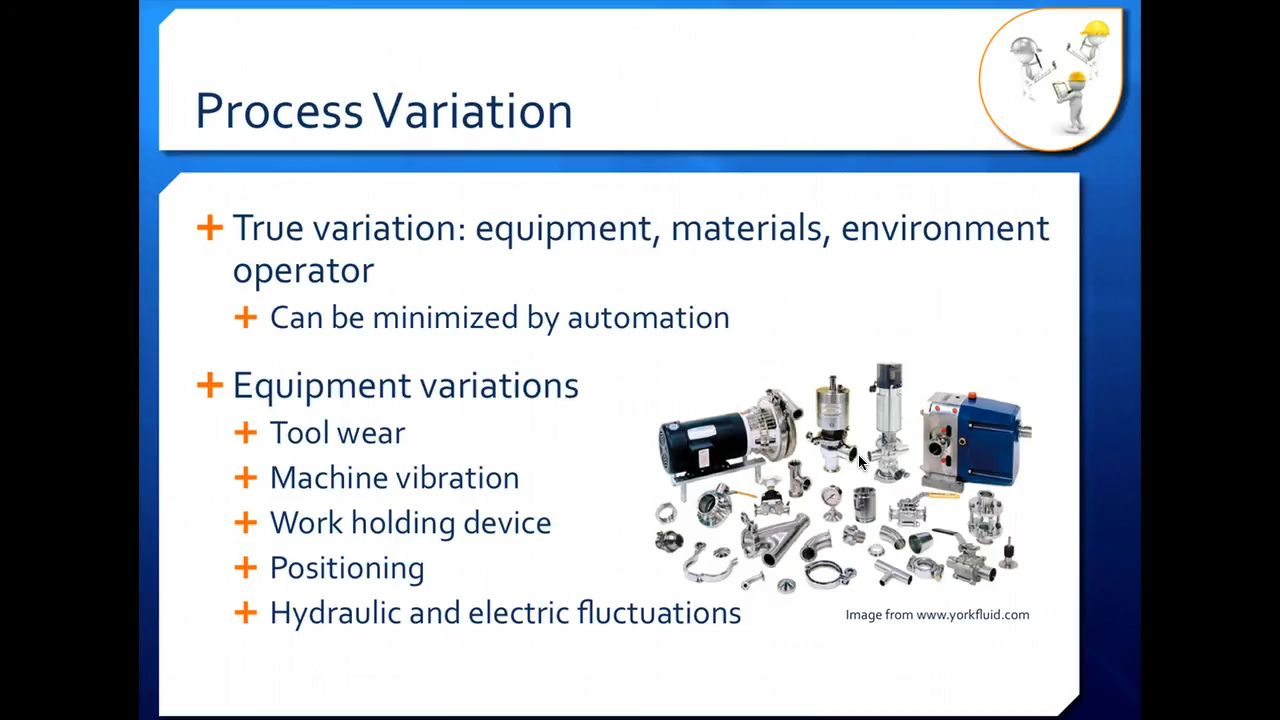 Process Variation
True variation: equipment, materials, environment
operator
Can be minimized by automation
Equipment variations
Tool wear
Machine vibration
Work holding device
Positioning
Hydraulic and electric fluctuations
Image from www.yorkfluid.com